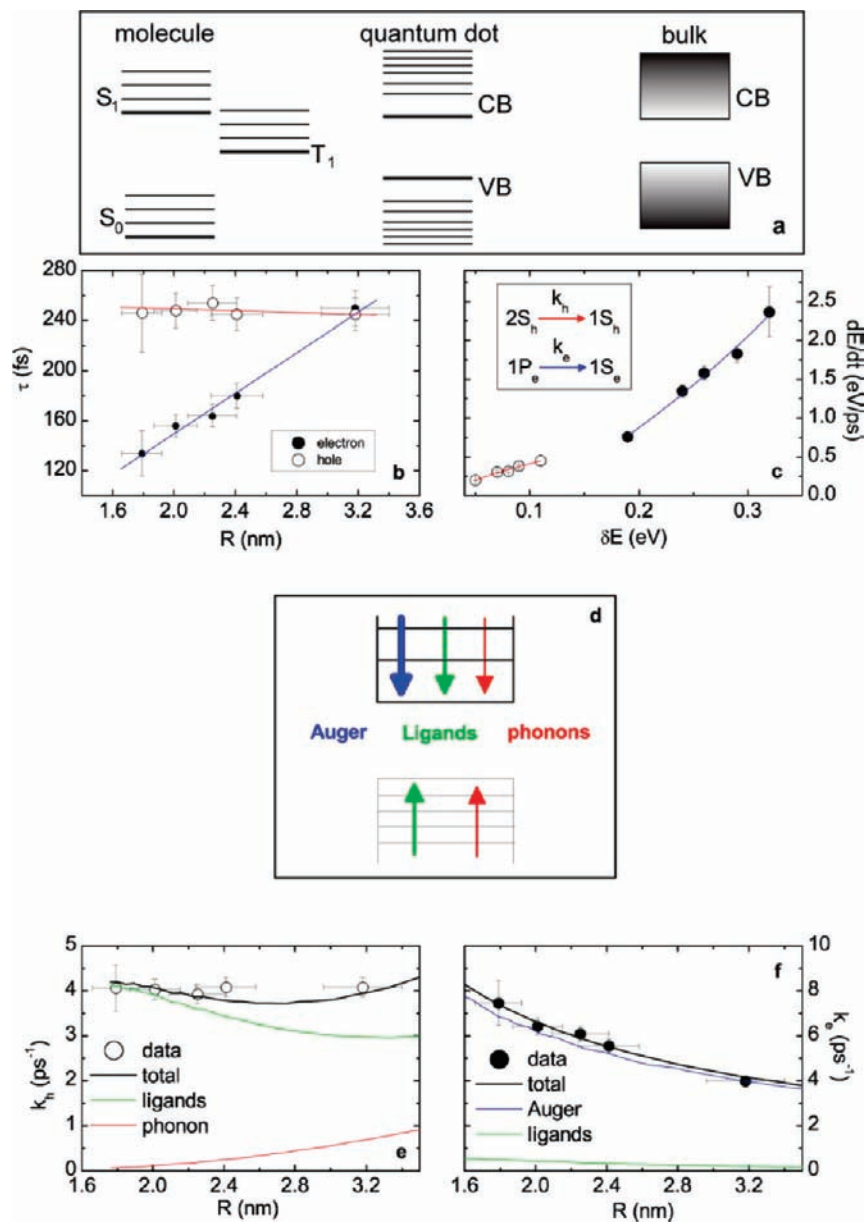 molecule quantum dot bulk
S1 CB CB
T1
S0 VB VB
a
280
240
200
160
120
τ (fs)
electron
hole
b
1.6 2.0 2.4 2.8 3.2 3.6
R (nm)
2Sh kh 1Sh
1Pe ke 1Se
c
2.5
2.0
1.5
1.0
0.5
0.0
dE/dt (eV/ps)
0.1 0.2 0.3
δE (eV)
d
Auger Ligands phonons
5
4
3
2
1
0
kh (ps-1)
data
total
ligands
phonon
e
2.0 2.4 2.8 3.2
R (nm)
f
data
total
Auger
ligands
10
8
6
4
2
0
ke (ps-1)
1.6 2.0 2.4 2.8 3.2
R (nm)